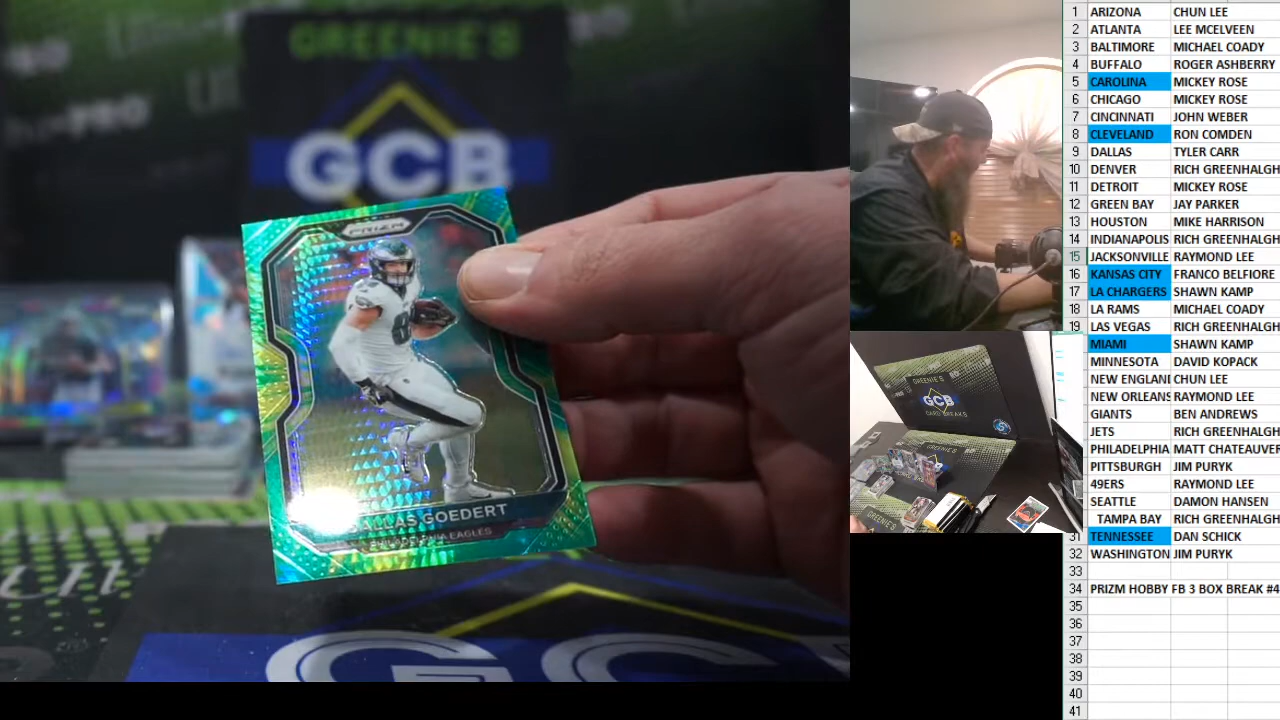 GREENIE'S
GCB
PRIZM
ALLAS GOEDERT
PHILADELPHIA EAGLES
GREENIE'S
GCB
CARD BREAKS
GREENIE'S
GREENIE'S
1 ARIZONA CHUN LEE
2 ATLANTA LEE MCELVEEN
3 BALTIMORE MICHAEL COADY
4 BUFFALO ROGER ASHBERRY
5 CAROLINA MICKEY ROSE
6 CHICAGO MICKEY ROSE
7 CINCINNATI JOHN WEBER
8 CLEVELAND RON COMDEN
9 DALLAS TYLER CARR
10 DENVER RICH GREENHALGH
11 DETROIT MICKEY ROSE
12 GREEN BAY JAY PARKER
13 HOUSTON MIKE HARRISON
14 INDIANAPOLIS RICH GREENHALGH
15 JACKSONVILLE RAYMOND LEE
16 KANSAS CITY FRANCO BELFIORE
17 LA CHARGERS SHAWN KAMP
18 LA RAMS MICHAEL COADY
19 LAS VEGAS RICH GREENHALGH
MIAMI SHAWN KAMP
MINNESOTA DAVID KOPACK
NEW ENGLAND CHUN LEE
NEW ORLEANS RAYMOND LEE
GIANTS BEN ANDREWS
JETS RICH GREENHALGH
PHILADELPHIA MATT CHATEAUVER
PITTSBURGH JIM PURYK
49ERS RAYMOND LEE
SEATTLE DAMON HANSEN
TAMPA BAY RICH GREENHALGH
31 TENNESSEE DAN SCHICK
32 WASHINGTON JIM PURYK
33
34 PRIZM HOBBY FB 3 BOX BREAK #4
35
36
37
38
39
40
41